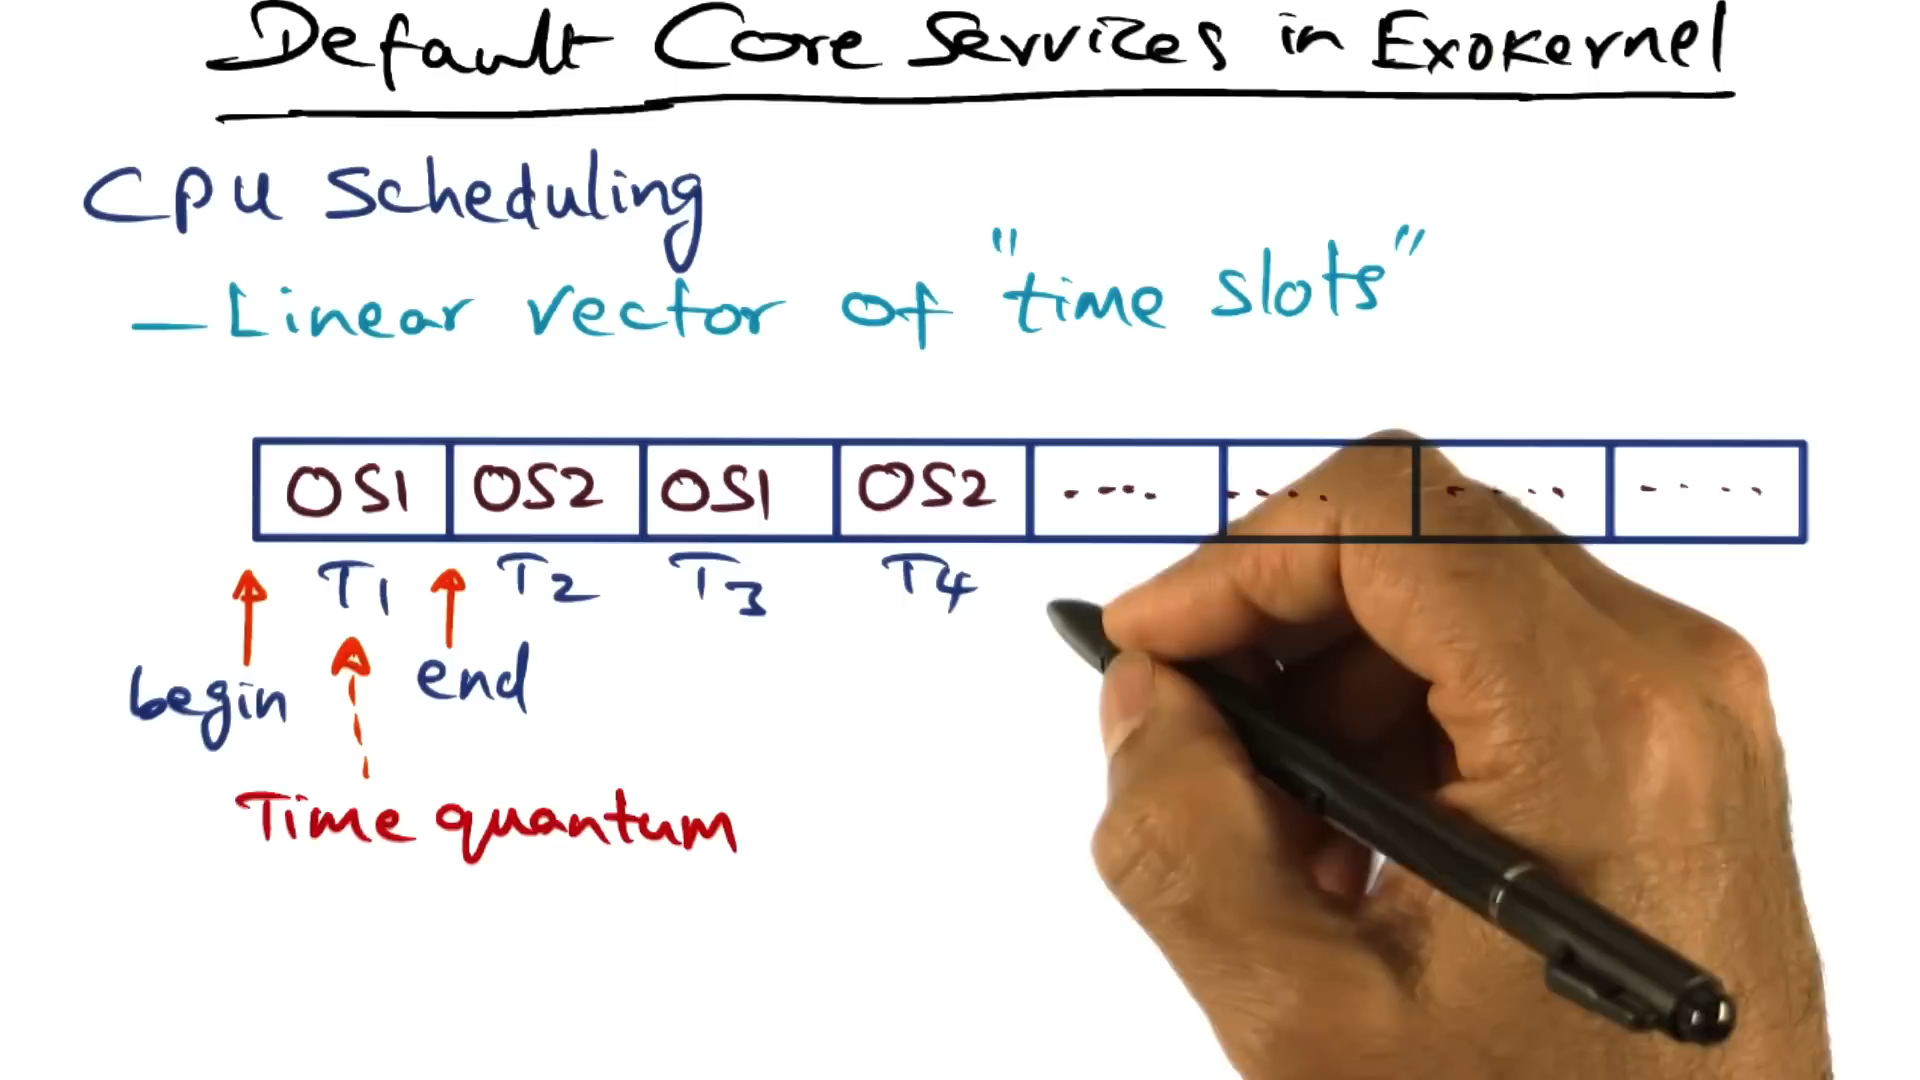 Default Core Services in Exokernel
CPU Scheduling
— Linear vector of "time slots"
OS1 OS2 OS1 OS2 .... .... .... ....
T1 T2 T3 T4
begin end
Time quantum